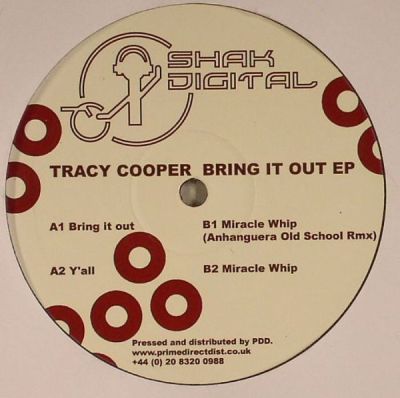 SHAK
DIGITAL
TRACY COOPER BRING IT OUT EP
A1 Bring it out
A2 Y'all
B1 Miracle Whip
(Anhanguera Old School Rmx)
B2 Miracle Whip
Pressed and distributed by PDD.
www.primedirectdist.co.uk
+44 (0) 20 8320 0988